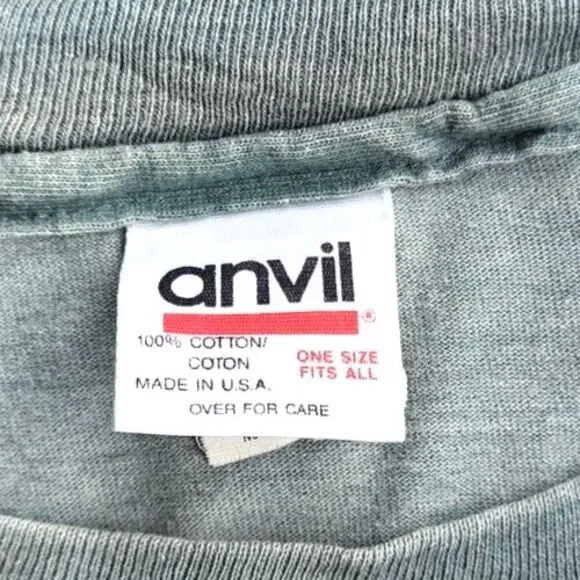 anvil
®
100% COTTON/
COTON
ONE SIZE
FITS ALL
MADE IN U.S.A.
OVER FOR CARE